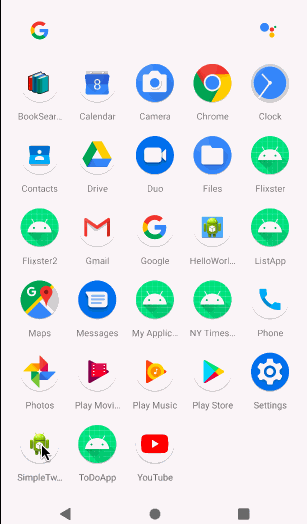 BookSear...
Calendar
Camera
Chrome
Clock
8
Contacts
Drive
Duo
Files
Flixster
Flixster2
Gmail
Google
HelloWorl...
ListApp
Maps
Messages
My Applic...
NY Times...
Phone
Photos
Play Movi...
Play Music
Play Store
Settings
SimpleTw...
ToDoApp
YouTube